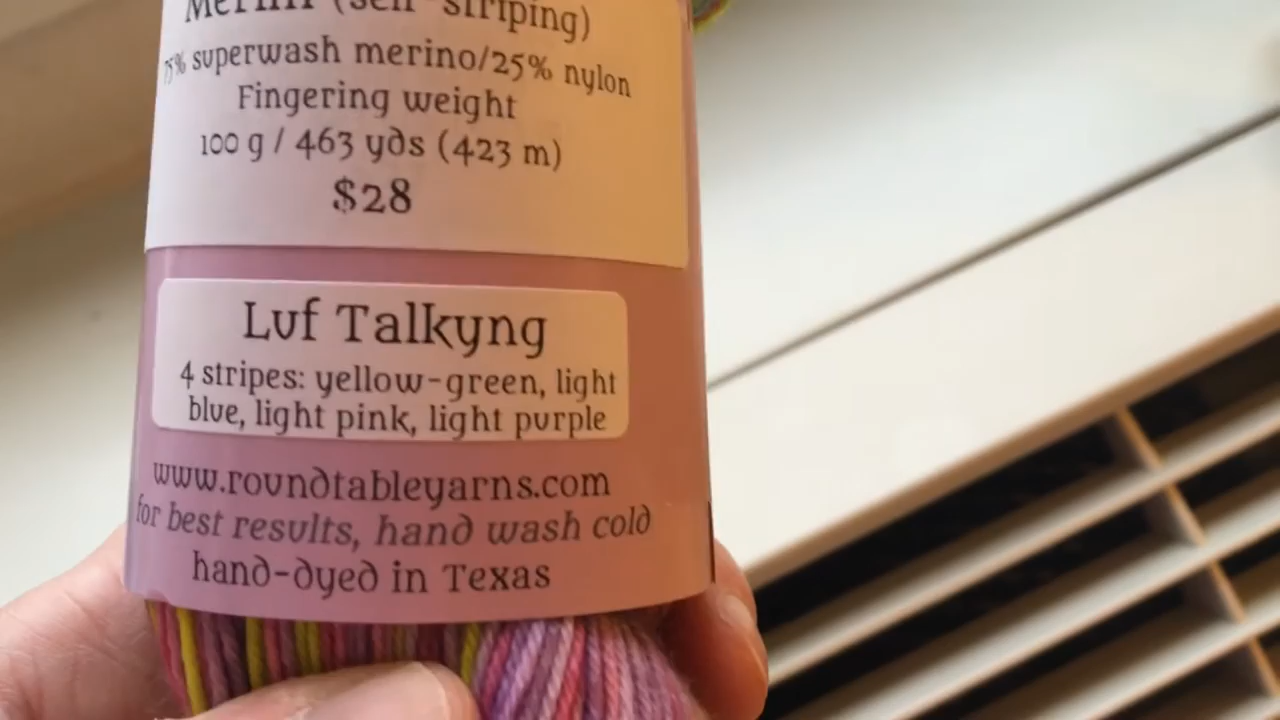 (self-striping)
75% superwash merino/25% nylon
Fingering weight
100 g / 463 yds (423 m)
$28
Luf Talkyng
4 stripes: yellow-green, light
blue, light pink, light purple
www.roundtableyarns.com
for best results, hand wash cold
hand-dyed in Texas